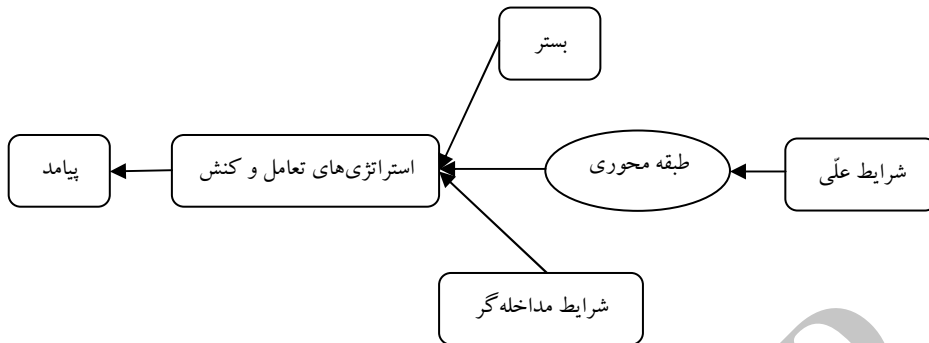 بستر
شرایط علّی
طبقه محوری
استراتژی‌های تعامل و کنش
پیامد
شرایط مداخله‌گر